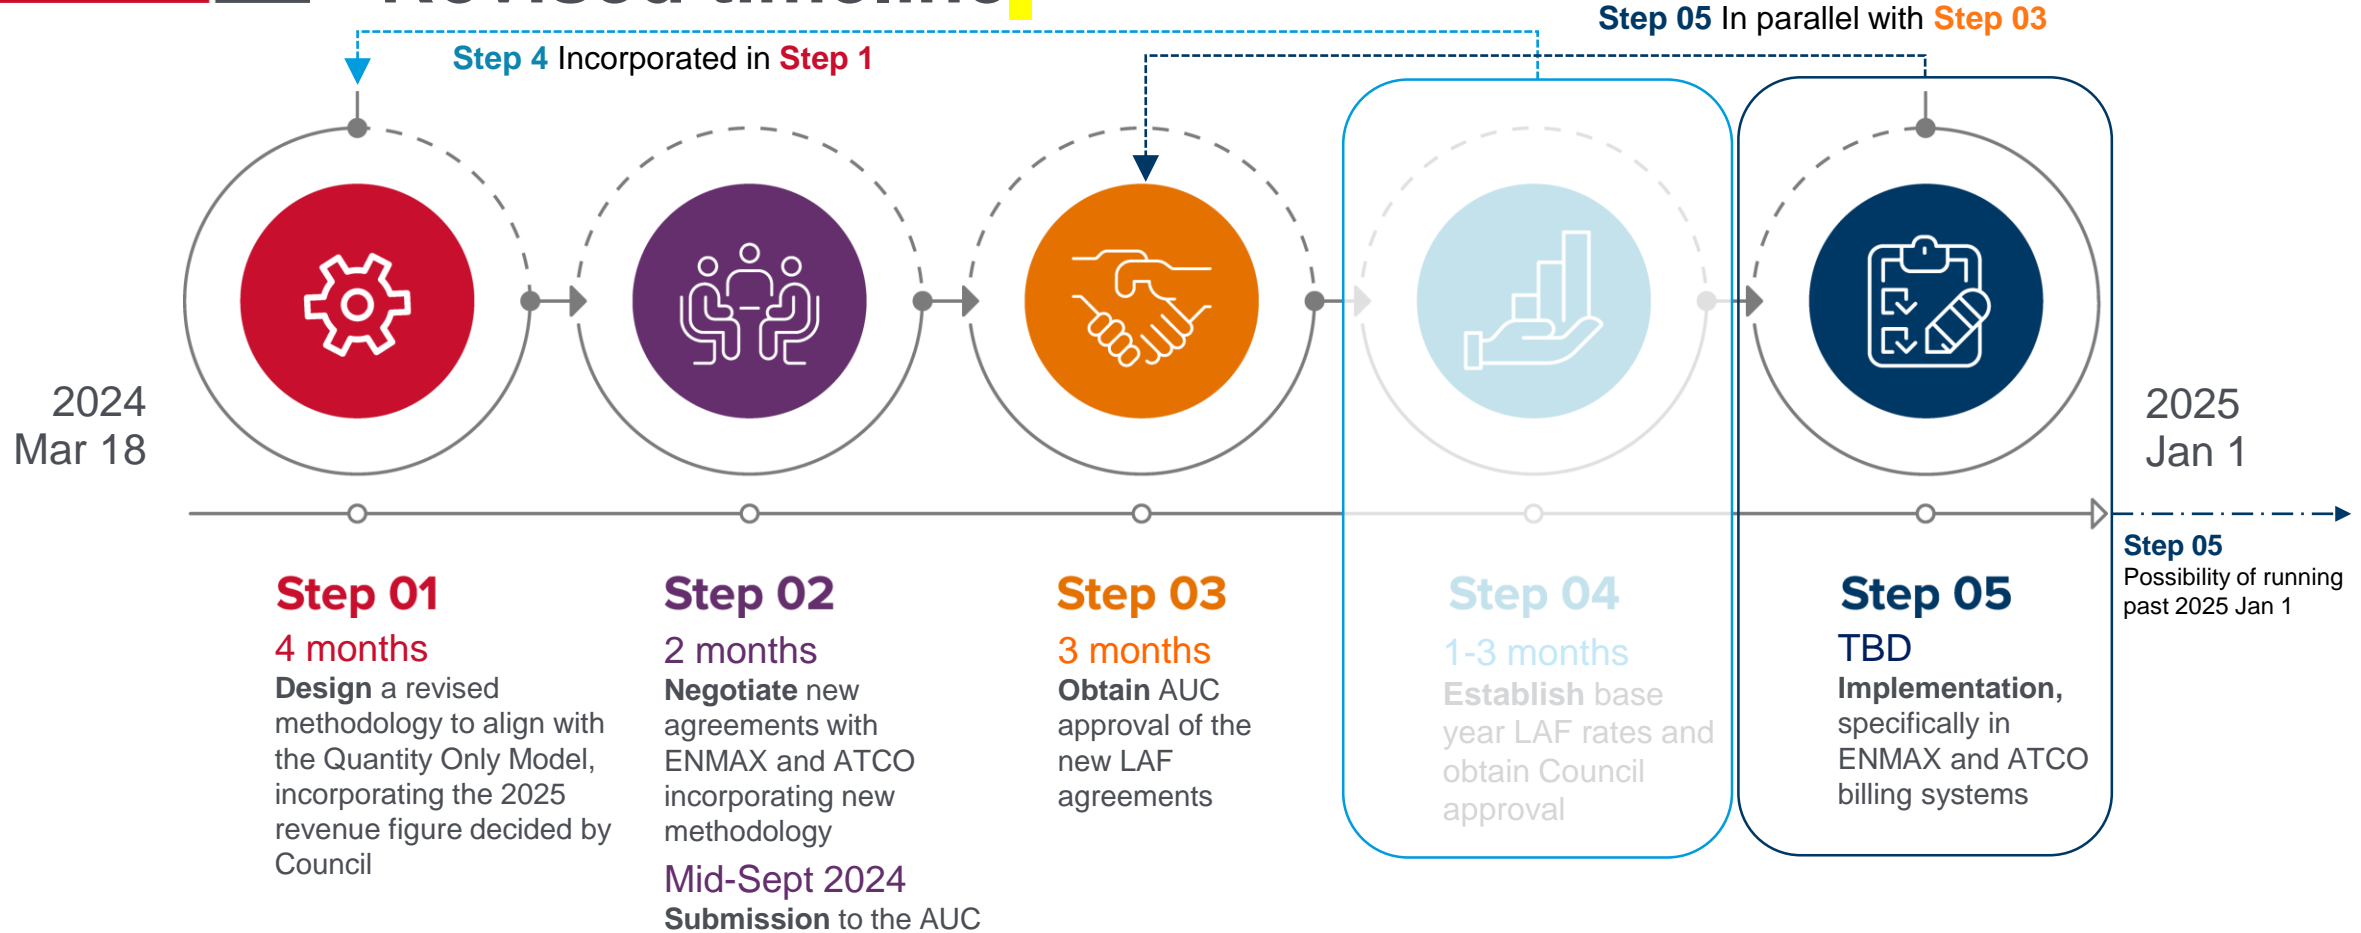 Revised timeline
Step 05 In parallel with Step 03
Step 4 Incorporated in Step 1
2024
Mar 18
2025
Jan 1
Step 05
Possibility of running
past 2025 Jan 1
Step 01
4 months
Design a revised
methodology to align with
the Quantity Only Model,
incorporating the 2025
revenue figure decided by
Council
Step 02
2 months
Negotiate new
agreements with
ENMAX and ATCO
incorporating new
methodology
Mid-Sept 2024
Submission to the AUC
Step 03
3 months
Obtain AUC
approval of the
new LAF
agreements
Step 04
1-3 months
Establish base
year LAF rates and
obtain Council
approval
Step 05
TBD
Implementation,
specifically in
ENMAX and ATCO
billing systems